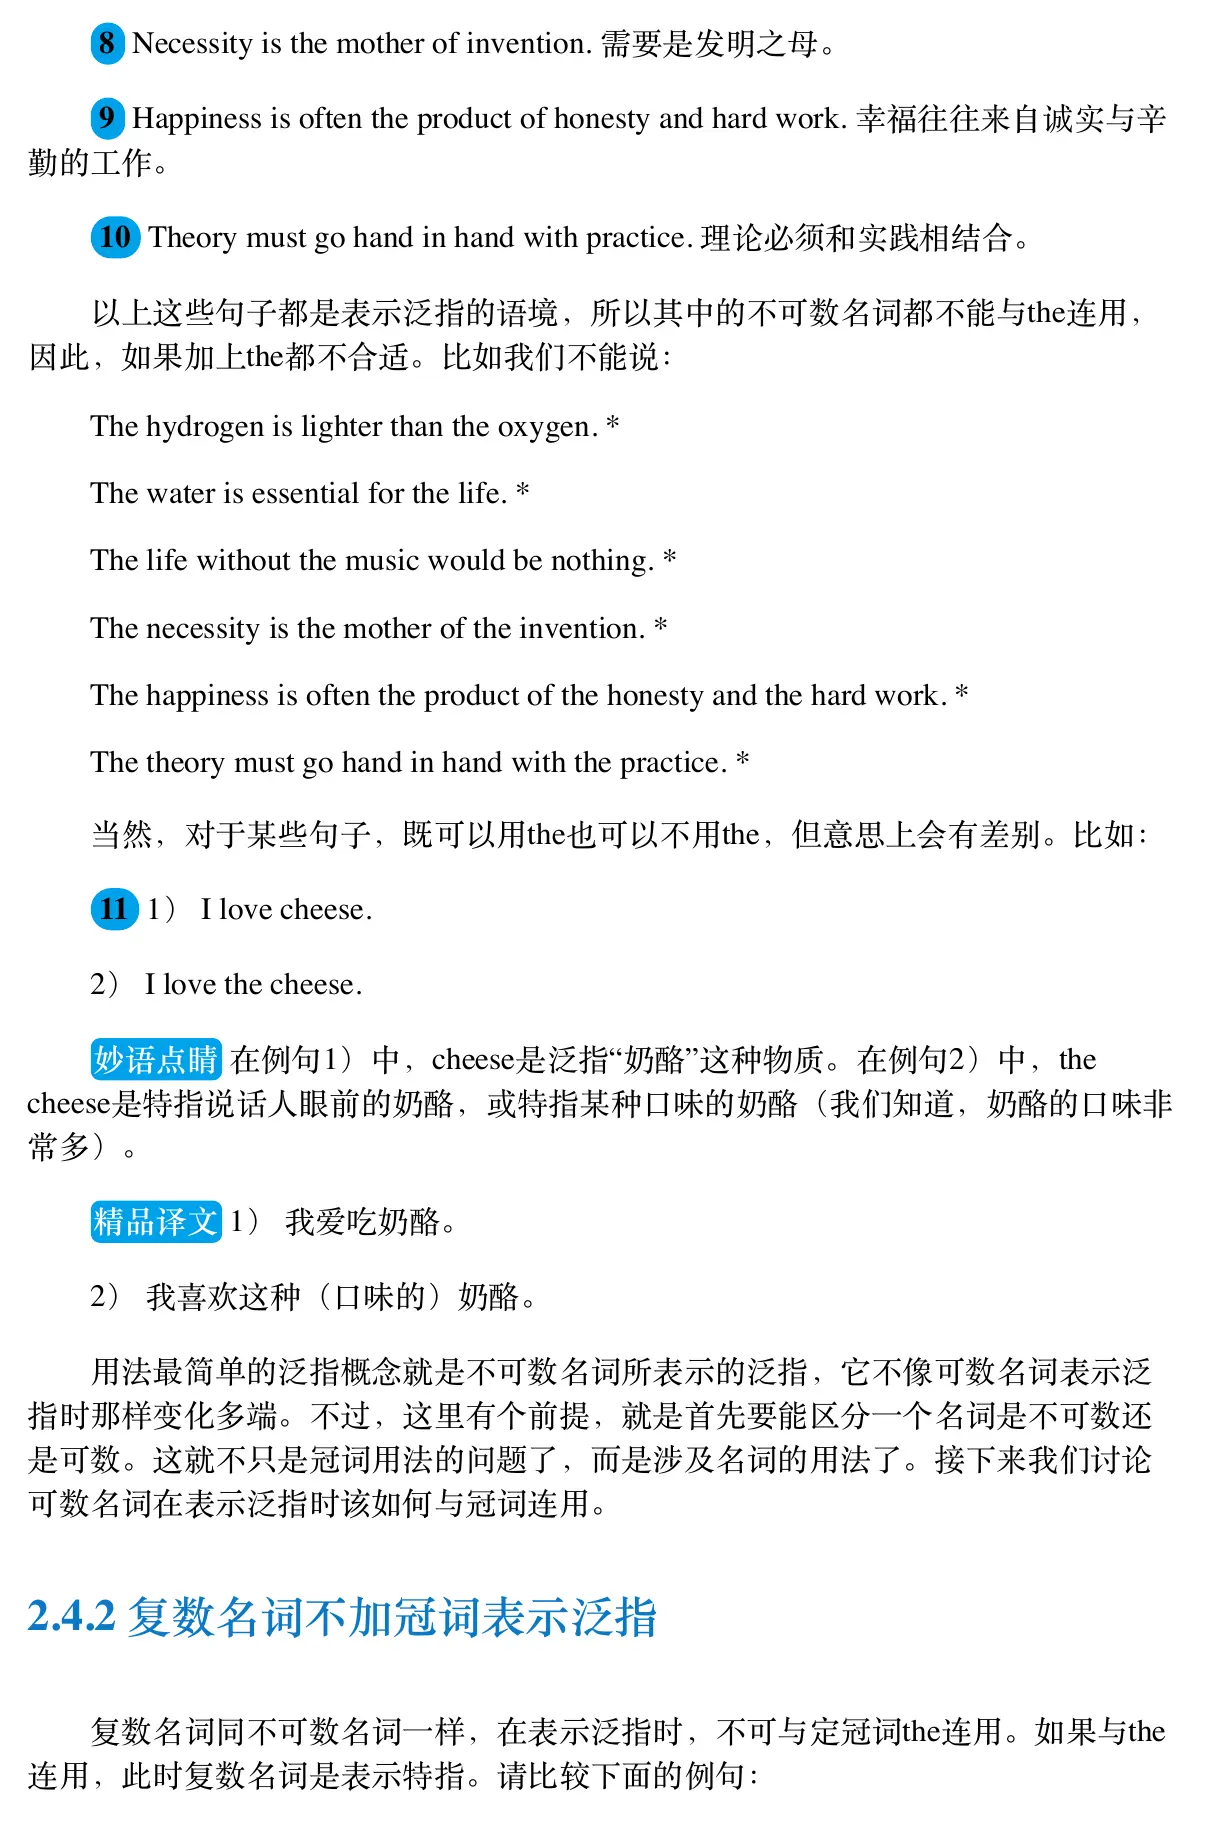 8 Necessity is the mother of invention. 需要是发明之母。
9 Happiness is often the product of honesty and hard work. 幸福往往来自诚实与辛
勤的工作。
10 Theory must go hand in hand with practice. 理论必须和实践相结合。
以上这些句子都是表示泛指的语境，所以其中的不可数名词都不能与the连用，
因此，如果加上the都不合适。比如我们不能说：
The hydrogen is lighter than the oxygen. *
The water is essential for the life. *
The life without the music would be nothing. *
The necessity is the mother of the invention. *
The happiness is often the product of the honesty and the hard work. *
The theory must go hand in hand with the practice. *
当然，对于某些句子，既可以用the也可以不用the，但意思上会有差别。比如：
11 1） I love cheese.
2） I love the cheese.
妙语点睛 在例句1）中，cheese是泛指“奶酪”这种物质。在例句2）中，the
cheese是特指说话人眼前的奶酪，或特指某种口味的奶酪（我们知道，奶酪的口味非
常多）。
精品译文 1） 我爱吃奶酪。
2） 我喜欢这种（口味的）奶酪。
用法最简单的泛指概念就是不可数名词所表示的泛指，它不像可数名词表示泛
指时那样变化多端。不过，这里有个前提，就是首先要能区分一个名词是不可数还
是可数。这就不只是冠词用法的问题了，而是涉及名词的用法了。接下来我们讨论
可数名词在表示泛指时该如何与冠词连用。
2.4.2 复数名词不加冠词表示泛指
复数名词同不可数名词一样，在表示泛指时，不可与定冠词the连用。如果与the
连用，此时复数名词是表示特指。请比较下面的例句：